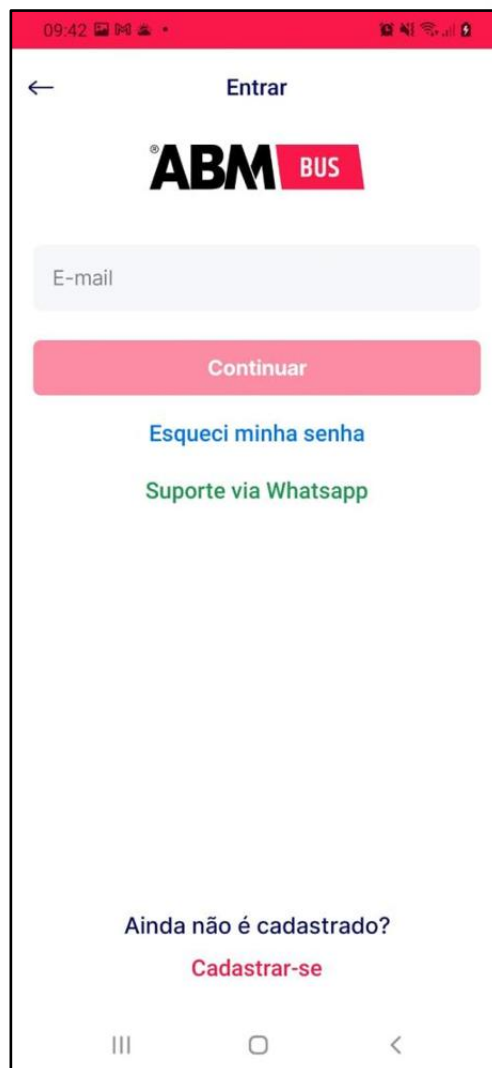 09:42
Entrar
®ABM BUS
E-mail
Continuar
Esqueci minha senha
Suporte via Whatsapp
Ainda não é cadastrado?
Cadastrar-se